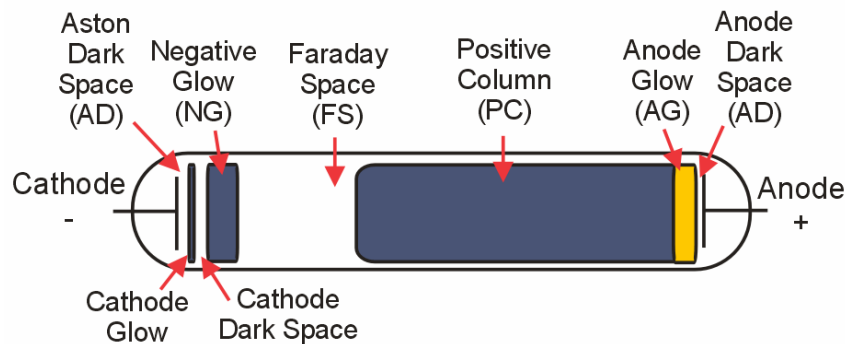 Aston
Dark
Space
(AD)
Negative
Glow
(NG)
Faraday
Space
(FS)
Positive
Column
(PC)
Anode
Glow
(AG)
Anode
Dark
Space
(AD)
Cathode
-
Anode
+
Cathode
Glow
Cathode
Dark Space